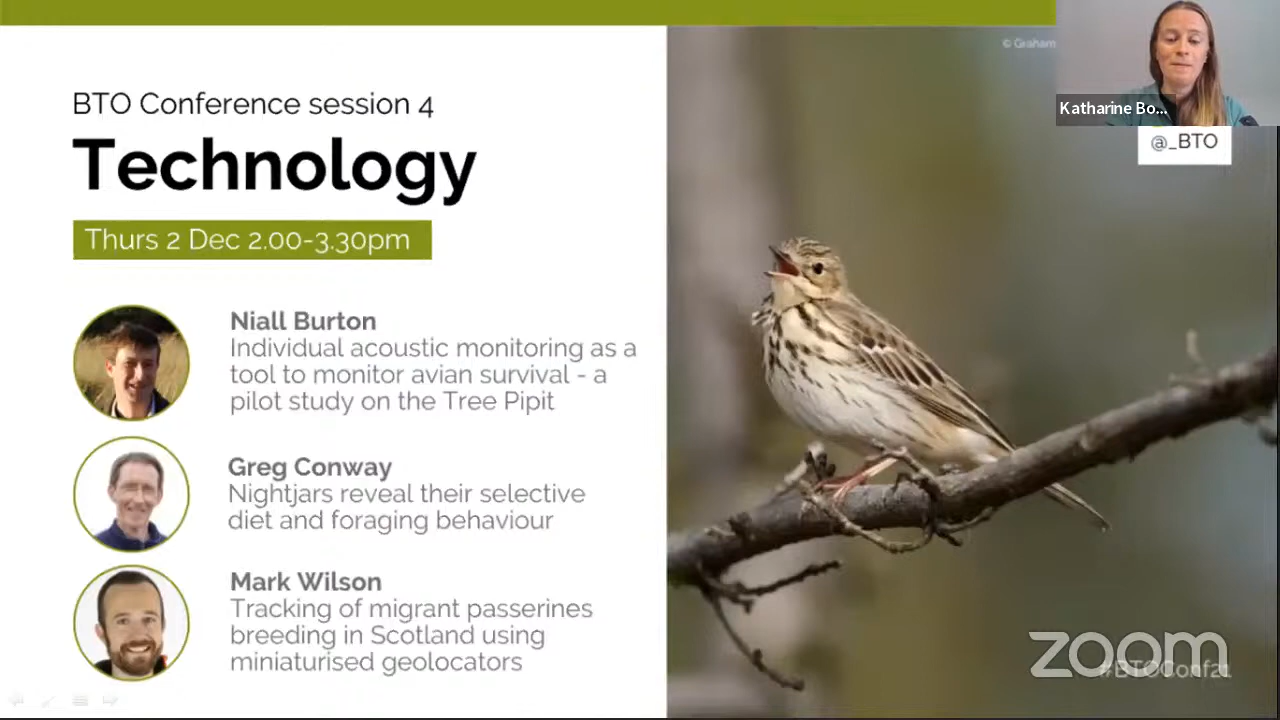 BTO Conference session 4
Technology
Thurs 2 Dec 2.00-3.30pm
Niall Burton
Individual acoustic monitoring as a
tool to monitor avian survival - a
pilot study on the Tree Pipit
Greg Conway
Nightjars reveal their selective
diet and foraging behaviour
Mark Wilson
Tracking of migrant passerines
breeding in Scotland using
miniaturised geolocators
© Graham
Katharine Bo...
@_BTO
zoom
#BTOConf21